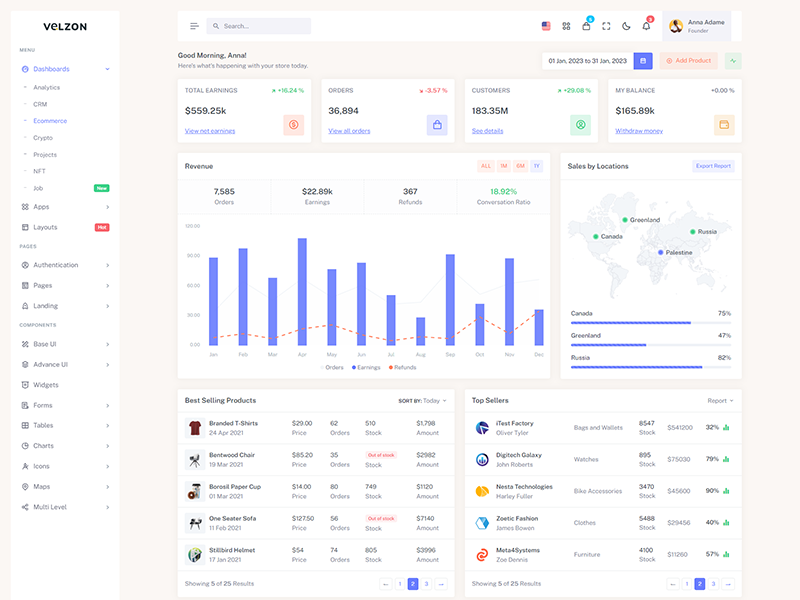 VELZON
Search...
5
3
Anna Adame
Founder
MENU
Dashboards
Analytics
CRM
Ecommerce
Crypto
Projects
NFT
Job New
Apps
Layouts Hot
PAGES
Authentication
Pages
Landing
COMPONENTS
Base UI
Advance UI
Widgets
Forms
Tables
Charts
Icons
Maps
Multi Level
Good Morning, Anna!
Here's what's happening with your store today.
01 Jan, 2023 to 31 Jan, 2023
Add Product
TOTAL EARNINGS +16.24 %
$559.25k
View net earnings
ORDERS -3.57 %
36,894
View all orders
CUSTOMERS +29.08 %
183.35M
See details
MY BALANCE +0.00 %
$165.89k
Withdraw money
Revenue
ALL 1M 6M 1Y
7,585 $22.89k 367 18.92%
Orders Earnings Refunds Conversation Ratio
120.00
90.00
60.00
30.00
0.00
Jan Feb Mar Apr May Jun Jul Aug Sep Oct Nov Dec
Orders Earnings Refunds
Sales by Locations
Export Report
Greenland
Canada
Russia
Palestine
Canada 75%
Greenland 47%
Russia 82%
Best Selling Products SORT BY: Today
Branded T-Shirts $29.00 62 510 $1,798
24 Apr 2021 Price Orders Stock Amount
Bentwood Chair $85.20 35 Out of stock $2982
19 Mar 2021 Price Orders Stock Amount
Borosil Paper Cup $14.00 80 749 $1120
01 Mar 2021 Price Orders Stock Amount
One Seater Sofa $127.50 56 Out of stock $7140
11 Feb 2021 Price Orders Stock Amount
Stillbird Helmet $54 74 805 $3996
17 Jan 2021 Price Orders Stock Amount
Showing 5 of 25 Results
← 1 2 3 →
Top Sellers Report
iTest Factory Bags and Wallets 8547 $541200 32%
Oliver Tyler Stock
Digitech Galaxy Watches 895 $75030 79%
John Roberts Stock
Nesta Technologies Bike Accessories 3470 $45600 90%
Harley Fuller Stock
Zoetic Fashion Clothes 5488 $29456 40%
James Bowen Stock
Meta4Systems Furniture 4100 $11260 57%
Zoe Dennis Stock
Showing 5 of 25 Results
← 1 2 3 →